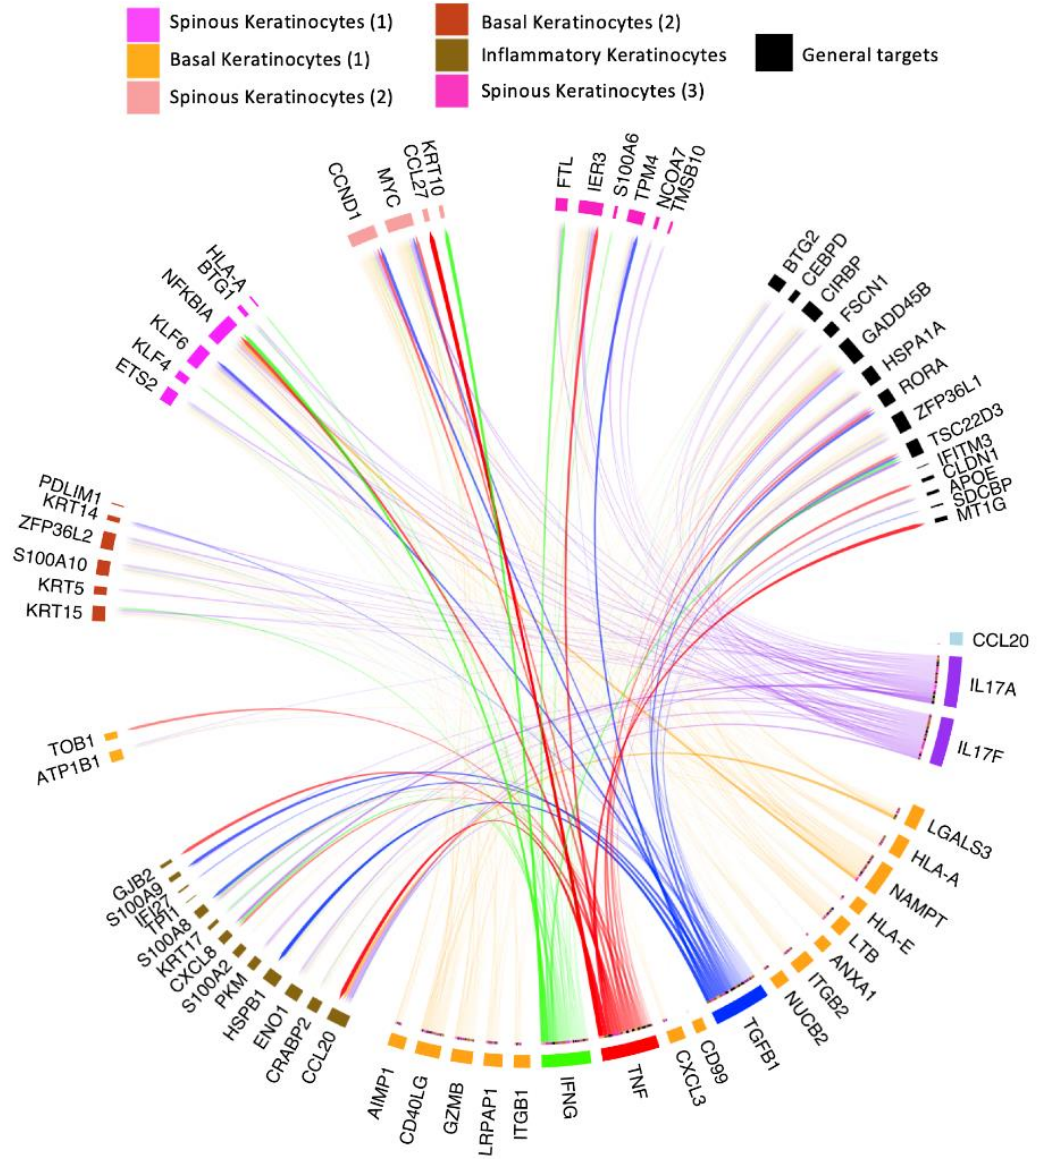 Spinous Keratinocytes (1)
Basal Keratinocytes (1)
Spinous Keratinocytes (2)
Basal Keratinocytes (2)
Inflammatory Keratinocytes
Spinous Keratinocytes (3)
General targets
CCND1
MYC
CCL27
KRT10
FTL
IER3
S100A6
TPM4
NCOA7
TMSB10
BTG2
CEBPD
CIRBP
FSCN1
GADD45B
HSPA1A
RORA
ZFP36L1
TSC22D3
IFITM3
CLDN1
APOE
SDCBP
MT1G
CCL20
IL17A
IL17F
LGALS3
HLA-A
NAMPT
HLA-E
LTB
ANXA1
ITGB2
NUCB2
TGFB1
CD99
CXCL3
TNF
IFNG
ITGB1
LRPAP1
GZMB
CD40LG
AIMP1
CCL20
CRABP2
ENO1
HSPB1
PKM
S100A2
CXCL8
KRT17
S100A8
TPI1
IFI27
S100A9
GJB2
ATP1B1
TOB1
KRT15
KRT5
S100A10
ZFP36L2
KRT14
PDLIM1
ETS2
KLF4
KLF6
NFKBIA
BTG1
HLA-A